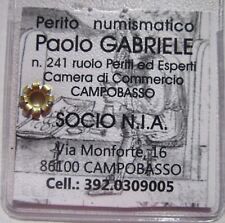 Perito numismatico
Paolo GABRIELE
n. 241 ruolo Periti ed Esperti
Camera di Commercio
CAMPOBASSO
SOCIO N.I.A.
Via Monforte, 16
86100 CAMPOBASSO
Cell.: 392.0309005